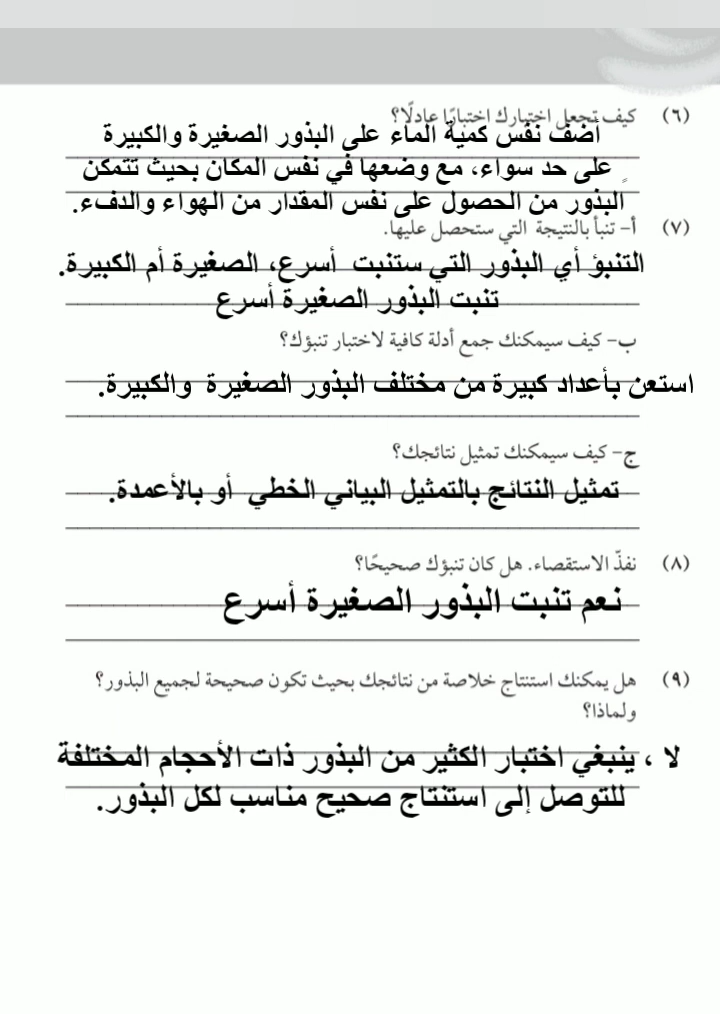 (٦) كيف تجعل اختبارك اختبارًا عادلًا؟
أضف نفس كمية الماء على البذور الصغيرة والكبيرة
على حد سواء، مع وضعها في نفس المكان بحيث تتمكن
البذور من الحصول على نفس المقدار من الهواء والدفء.
(٧) أ- تنبأ بالنتيجة التي ستحصل عليها.
التنبؤ أي البذور التي ستنبت أسرع، الصغيرة أم الكبيرة.
تنبت البذور الصغيرة أسرع
ب- كيف سيمكنك جمع أدلة كافية لاختبار تنبؤك؟
استعن بأعداد كبيرة من مختلف البذور الصغيرة والكبيرة.
ج- كيف سيمكنك تمثيل نتائجك؟
تمثيل النتائج بالتمثيل البياني الخطي أو بالأعمدة.
(٨) نفذّ الاستقصاء. هل كان تنبؤك صحيحًا؟
نعم تنبت البذور الصغيرة أسرع
(٩) هل يمكنك استنتاج خلاصة من نتائجك بحيث تكون صحيحة لجميع البذور؟
ولماذا؟
لا ، ينبغي اختبار الكثير من البذور ذات الأحجام المختلفة
للتوصل إلى استنتاج صحيح مناسب لكل البذور.